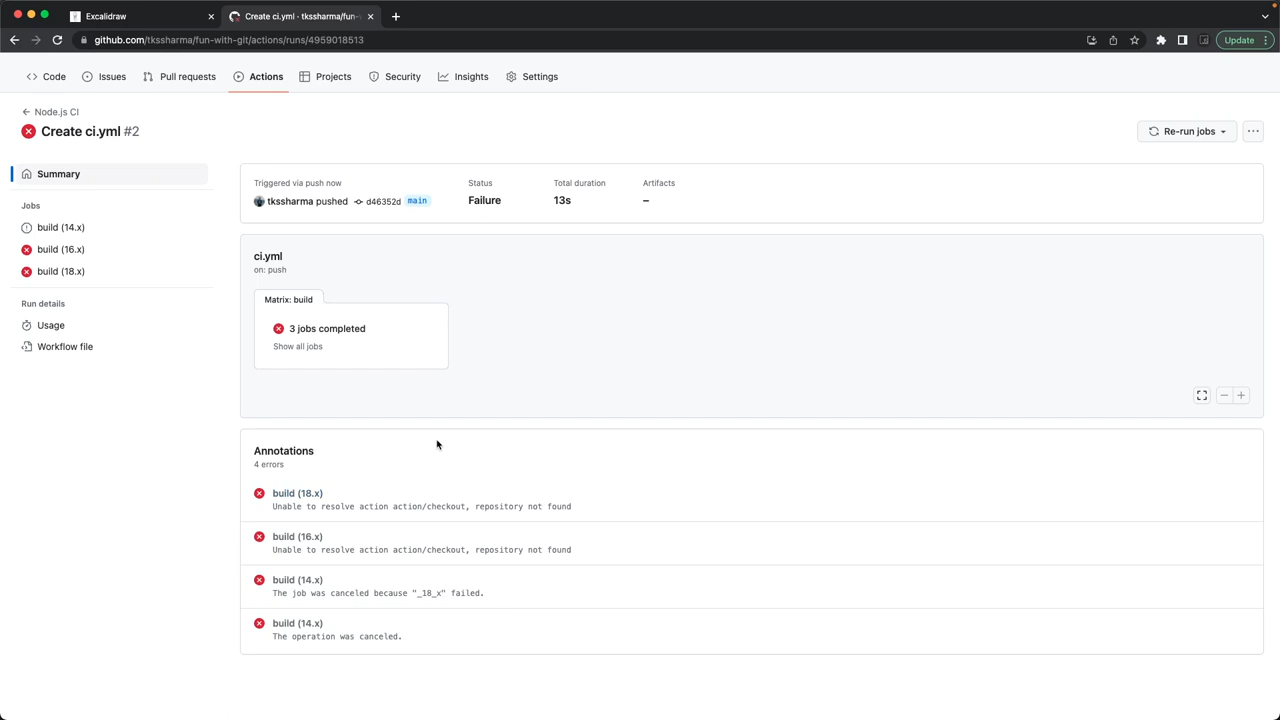 Excalidraw
Create ci.yml · tkssharma/fun-
github.com/tkssharma/fun-with-git/actions/runs/4959018513
Update
Code
Issues
Pull requests
Actions
Projects
Security
Insights
Settings
Node.js CI
Create ci.yml #2
Re-run jobs
Summary
Jobs
build (14.x)
build (16.x)
build (18.x)
Run details
Usage
Workflow file
Triggered via push now
tkssharma pushed d46352d main
Status
Failure
Total duration
13s
Artifacts
–
ci.yml
on: push
Matrix: build
3 jobs completed
Show all jobs
Annotations
4 errors
build (18.x)
Unable to resolve action action/checkout, repository not found
build (16.x)
Unable to resolve action action/checkout, repository not found
build (14.x)
The job was canceled because "_18_x" failed.
build (14.x)
The operation was canceled.